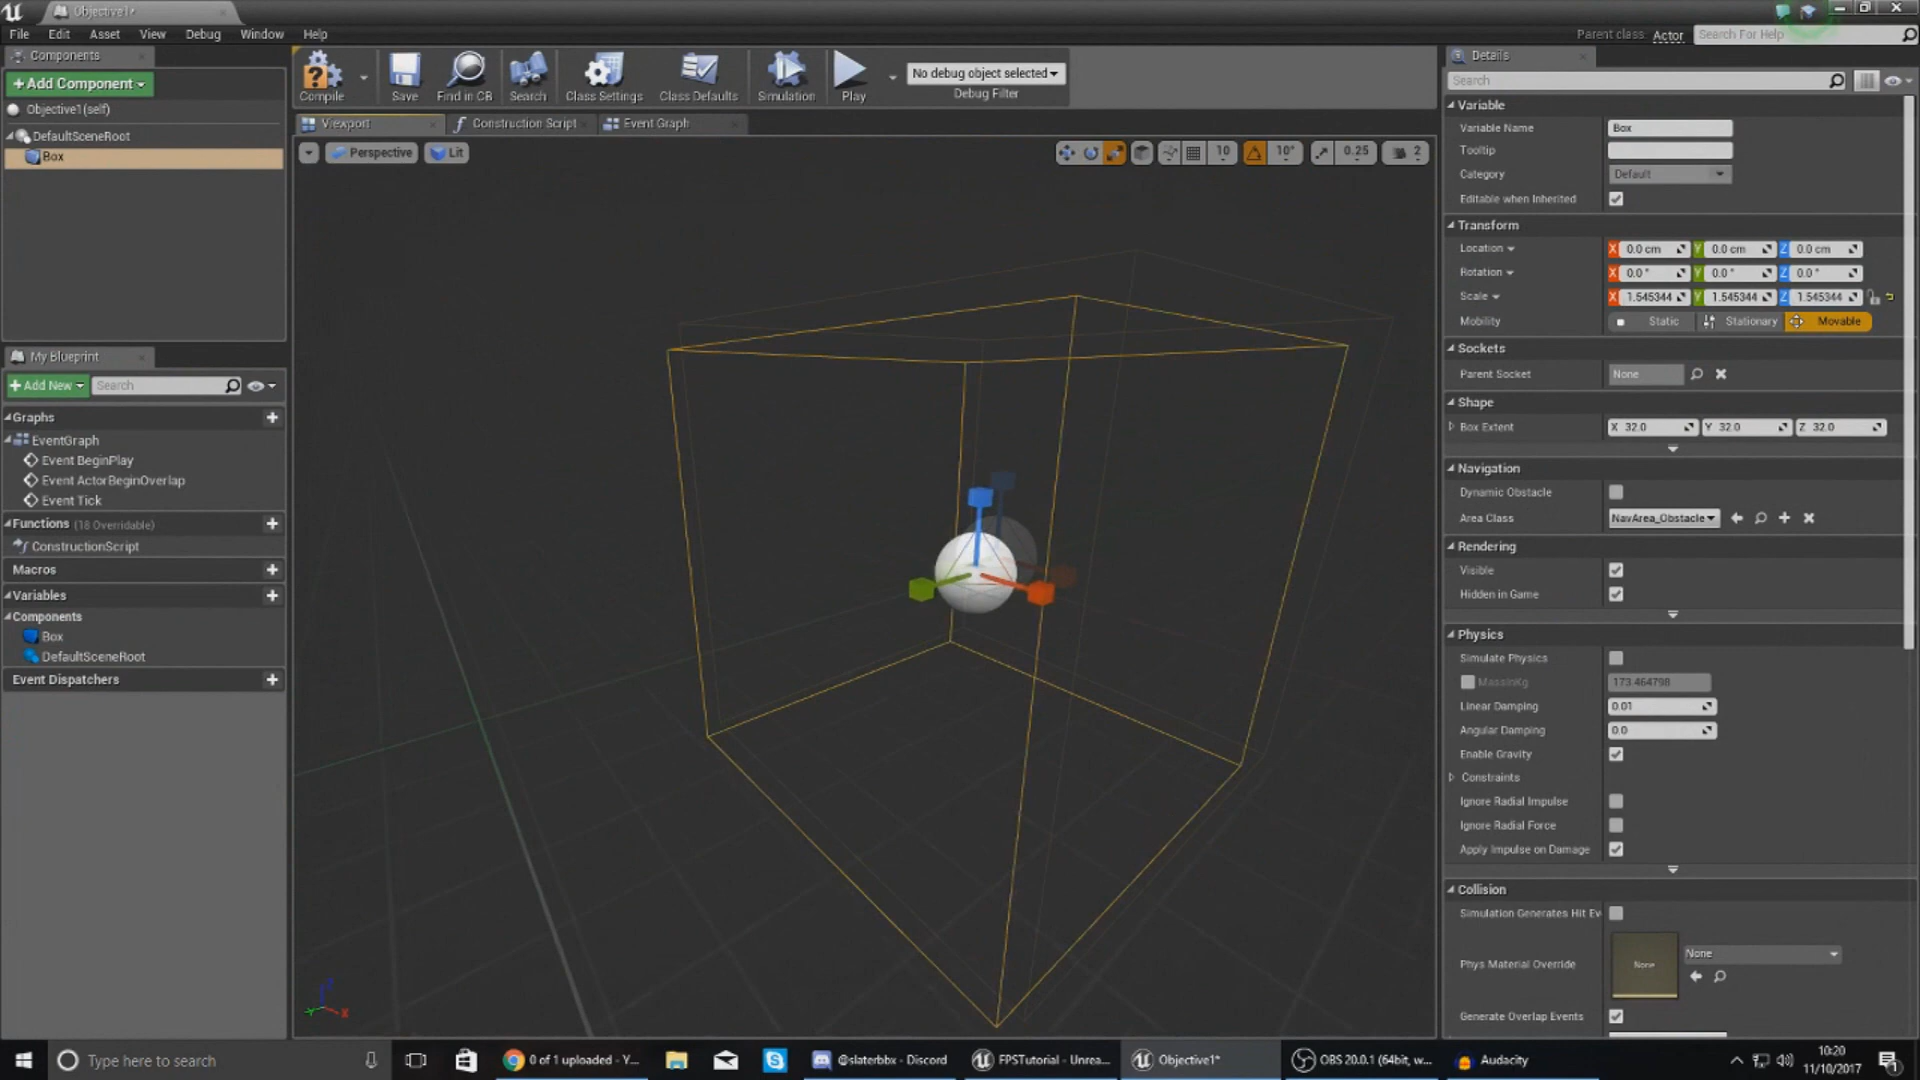 Objective1*
File Edit Asset View Debug Window Help
Parent class: Actor Search For Help
Components
Details
+Add Component
Compile Save Find in CB Search Class Settings Class Defaults Simulation Play
No debug object selected
Debug Filter
Search
Objective1(self)
DefaultSceneRoot
Box
Viewport Construction Script Event Graph
Perspective Lit
10 10° 0.25 2
Variable
Variable Name Box
Tooltip
Category Default
Editable when Inherited
Transform
Location X 0.0 cm Y 0.0 cm Z 0.0 cm
Rotation X 0.0 ° Y 0.0 ° Z 0.0 °
Scale X 1.545344 Y 1.545344 Z 1.545344
Mobility Static Stationary Movable
Sockets
Parent Socket None
Shape
Box Extent X 32.0 Y 32.0 Z 32.0
Navigation
Dynamic Obstacle
Area Class NavArea_Obstacle
Rendering
Visible
Hidden in Game
Physics
Simulate Physics
MassInKg 173.464798
Linear Damping 0.01
Angular Damping 0.0
Enable Gravity
Constraints
Ignore Radial Impulse
Ignore Radial Force
Apply Impulse on Damage
Collision
Simulation Generates Hit Ev
Phys Material Override None None
Generate Overlap Events
My Blueprint
+Add New Search
Graphs
EventGraph
Event BeginPlay
Event ActorBeginOverlap
Event Tick
Functions (18 Overridable)
ConstructionScript
Macros
Variables
Components
Box
DefaultSceneRoot
Event Dispatchers
Z Y X
Type here to search
0 of 1 uploaded - Y...
@slaterbbx - Discord
FPSTutorial - Unrea...
Objective1*
OBS 20.0.1 (64bit, w...
Audacity
10:20
11/10/2017
1